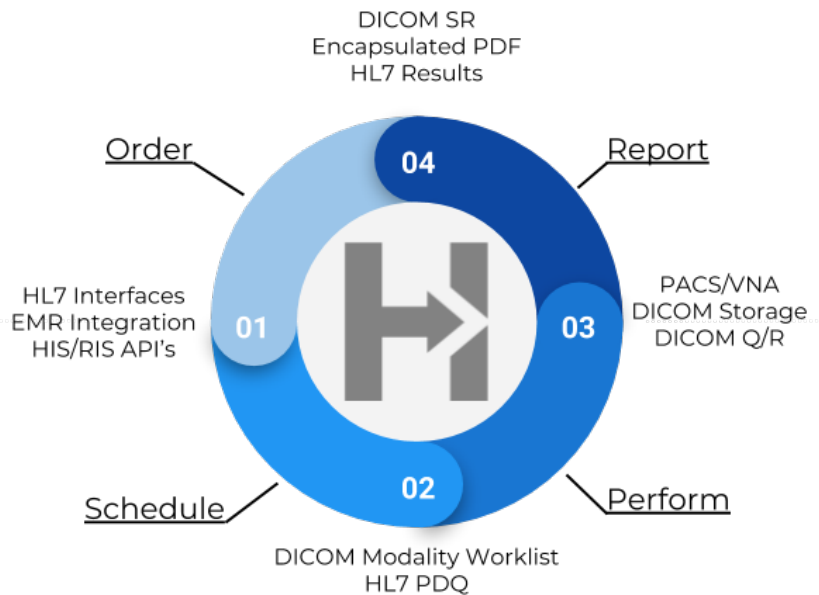 DICOM SR
Encapsulated PDF
HL7 Results
Order
04
Report
HL7 Interfaces
EMR Integration
HIS/RIS API's
01
H
03
PACS/VNA
DICOM Storage
DICOM Q/R
Schedule
02
Perform
DICOM Modality Worklist
HL7 PDQ